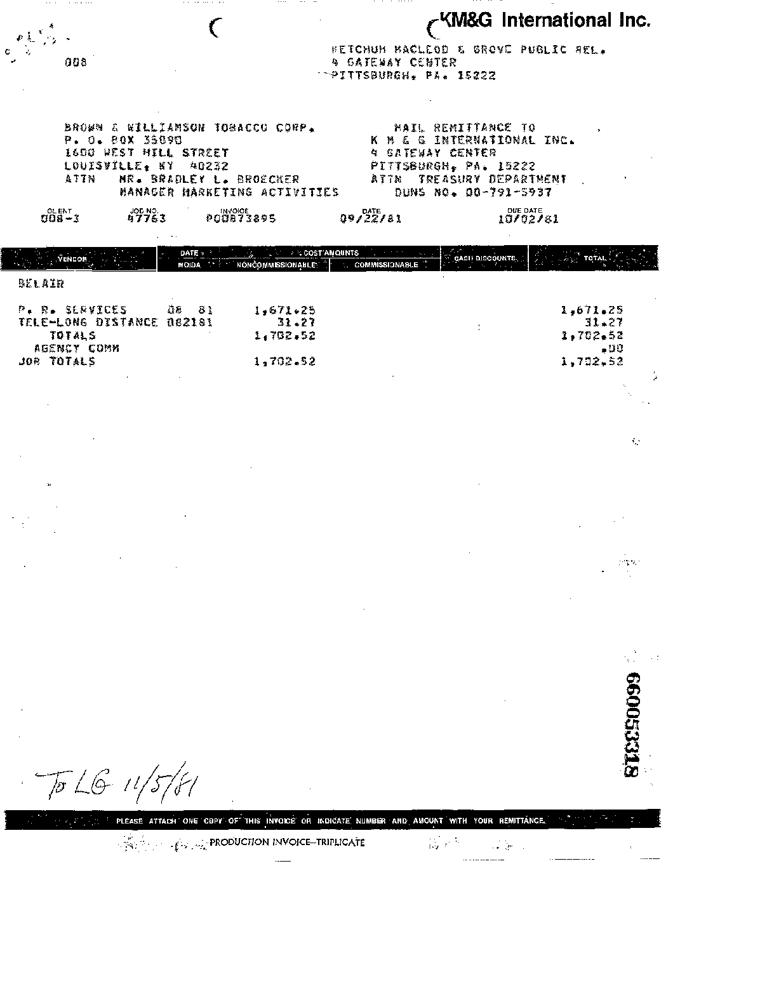 KM&G International Inc.
KETCHUM MACLEOD & GROVE PUBLIC REL.
008
4 GATEWAY CENTER
PITTSBURGH, PA. 15222
BROWN & WILLIAMSON TOBACCO CORP. MAIL REMITTANCE TO
P. O. BOX 35090 K M & G INTERNATIONAL INC.
1600 WEST HILL STREET 4 GATEWAY CENTER
LOUISVILLE, KY 40232 PITTSBURGH, PA. 15222
ATTN MR. BRADLEY L. BROECKER ATTN TREASURY DEPARTMENT
MANAGER MARKETING ACTIVITIES DUNS NO. 00-791-5937
CLIENT JOB NO. INVOICE DATE DUE DATE
008-3 47763 P00873895 09/22/81 10/02/81
VENDOR DATE COST AMOUNTS CASH DISCOUNTS TOTAL
MO/DA NONCOMMISSIONABLE COMMISSIONABLE
BELAIR
P. R. SERVICES 08 81 1,671.25 1,671.25
TELE-LONG DISTANCE 082181 31.27 31.27
TOTALS 1,702.52 1,702.52
AGENCY COMM .00
JOB TOTALS 1,702.52 1,702.52
660053318
To LG 11/5/81
PLEASE ATTACH ONE COPY OF THIS INVOICE OR INDICATE NUMBER AND AMOUNT WITH YOUR REMITTANCE.
PRODUCTION INVOICE-TRIPLICATE